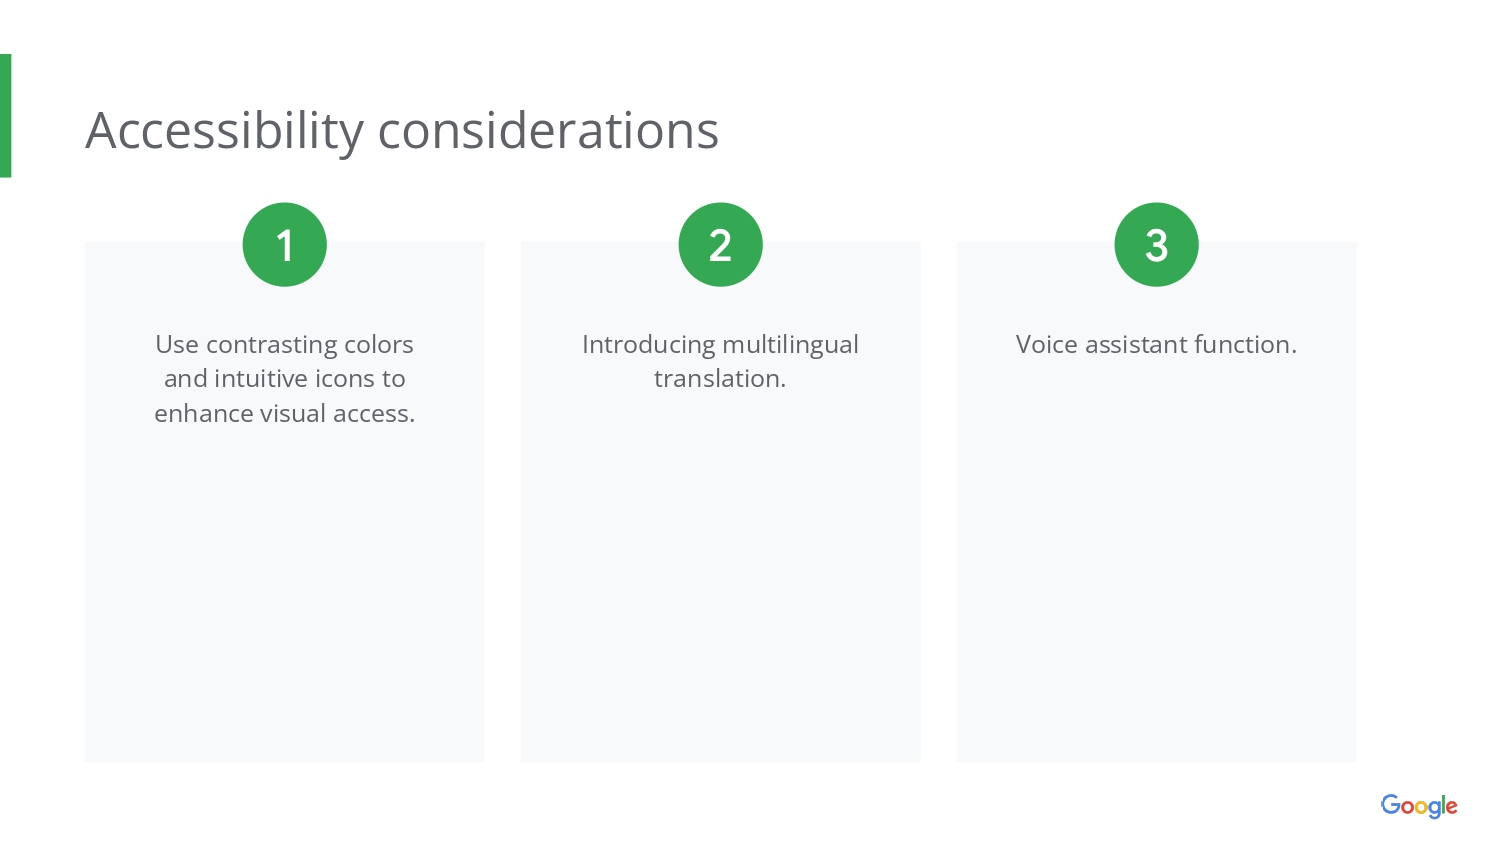 Accessibility considerations
1
Use contrasting colors
and intuitive icons to
enhance visual access.
2
Introducing multilingual
translation.
3
Voice assistant function.
Google